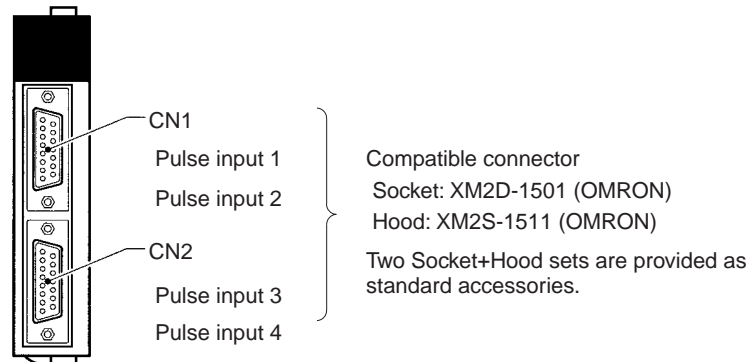 CN1
Pulse input 1
Pulse input 2
CN2
Pulse input 3
Pulse input 4
Compatible connector
Socket: XM2D-1501 (OMRON)
Hood: XM2S-1511 (OMRON)
Two Socket+Hood sets are provided as
standard accessories.